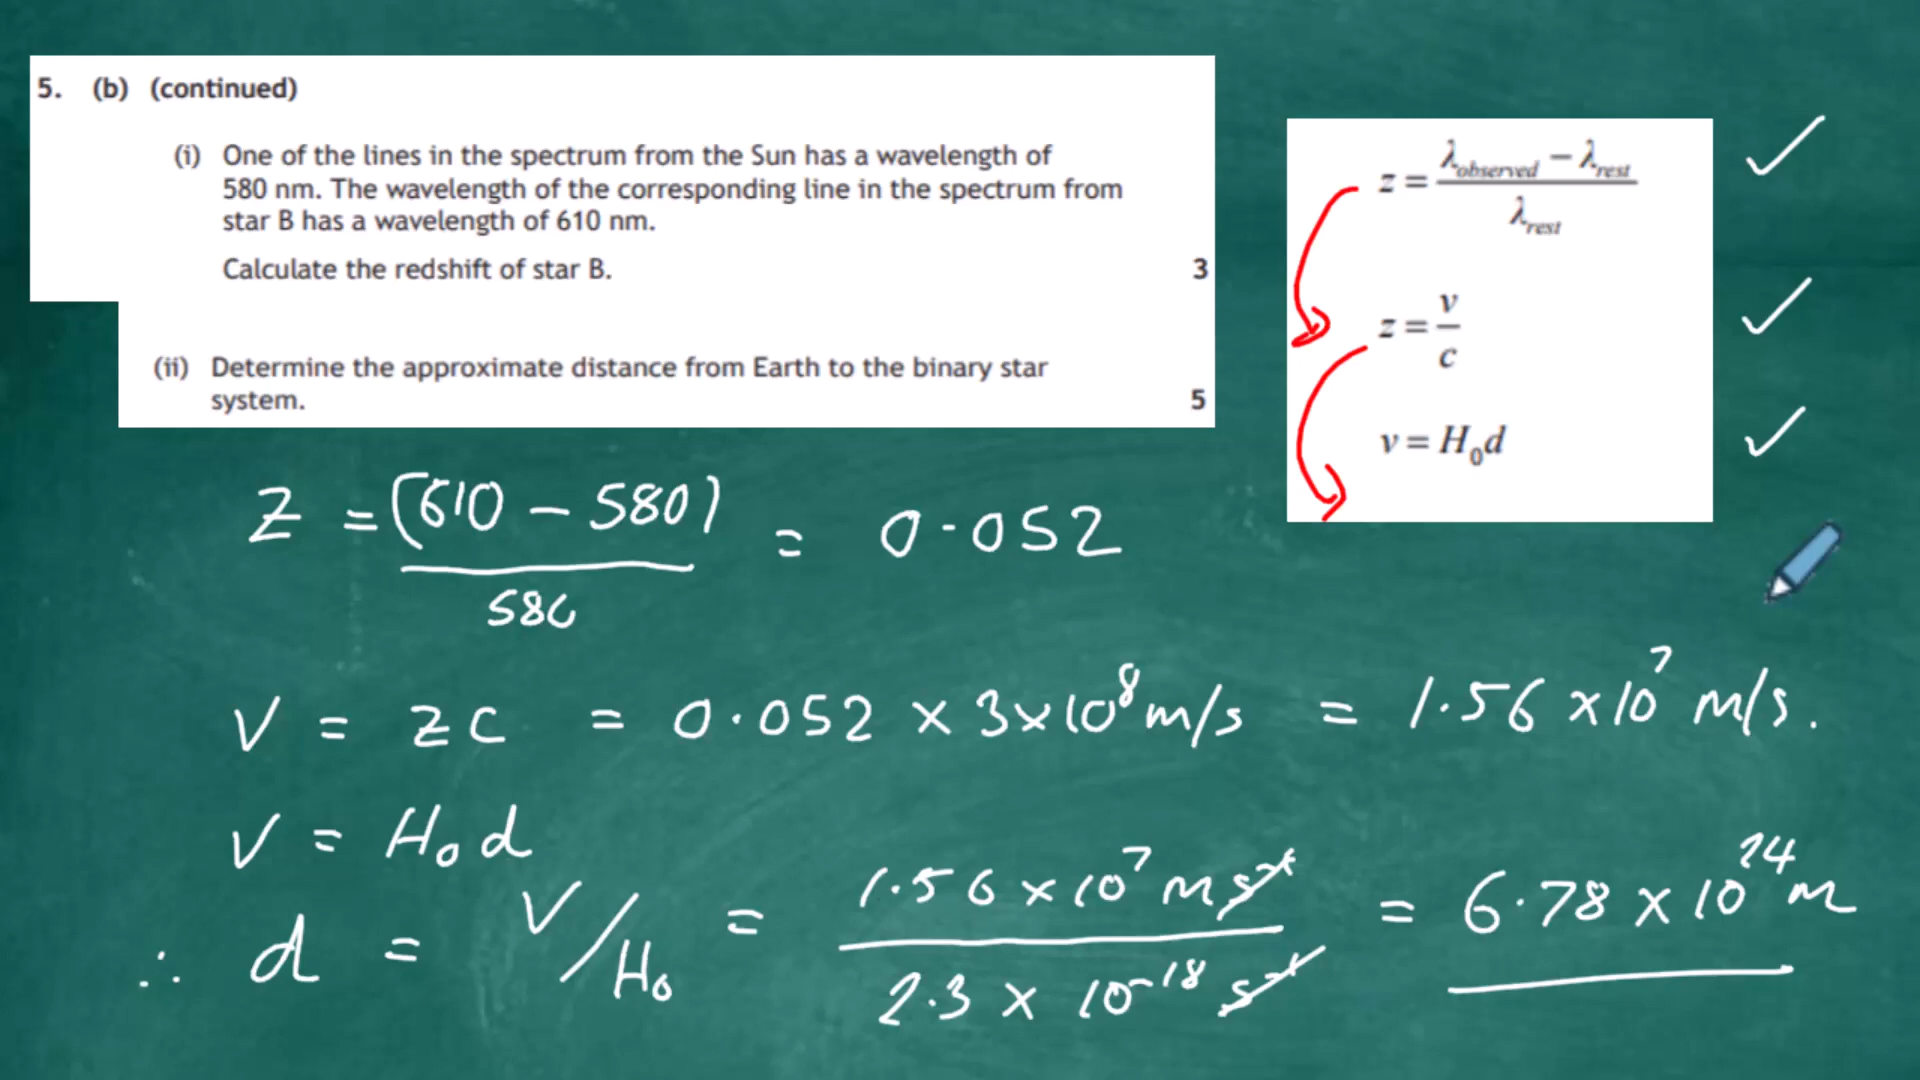 5. (b) (continued)
(i) One of the lines in the spectrum from the Sun has a wavelength of
580 nm. The wavelength of the corresponding line in the spectrum from
star B has a wavelength of 610 nm.
Calculate the redshift of star B. 3
(ii) Determine the approximate distance from Earth to the binary star
system. 5
z = (λobserved − λrest) / λrest
z = v / c
v = H₀d
Z = (610 - 580) / 580 = 0.052
V = ZC = 0.052 × 3×10⁸ m/s = 1.56 ×10⁷ m/s.
V = H₀d
∴ d = V/H₀ = 1.56 × 10⁷ m s⁻¹ / 2.3 × 10⁻¹⁸ s⁻¹ = 6.78 × 10²⁴ m